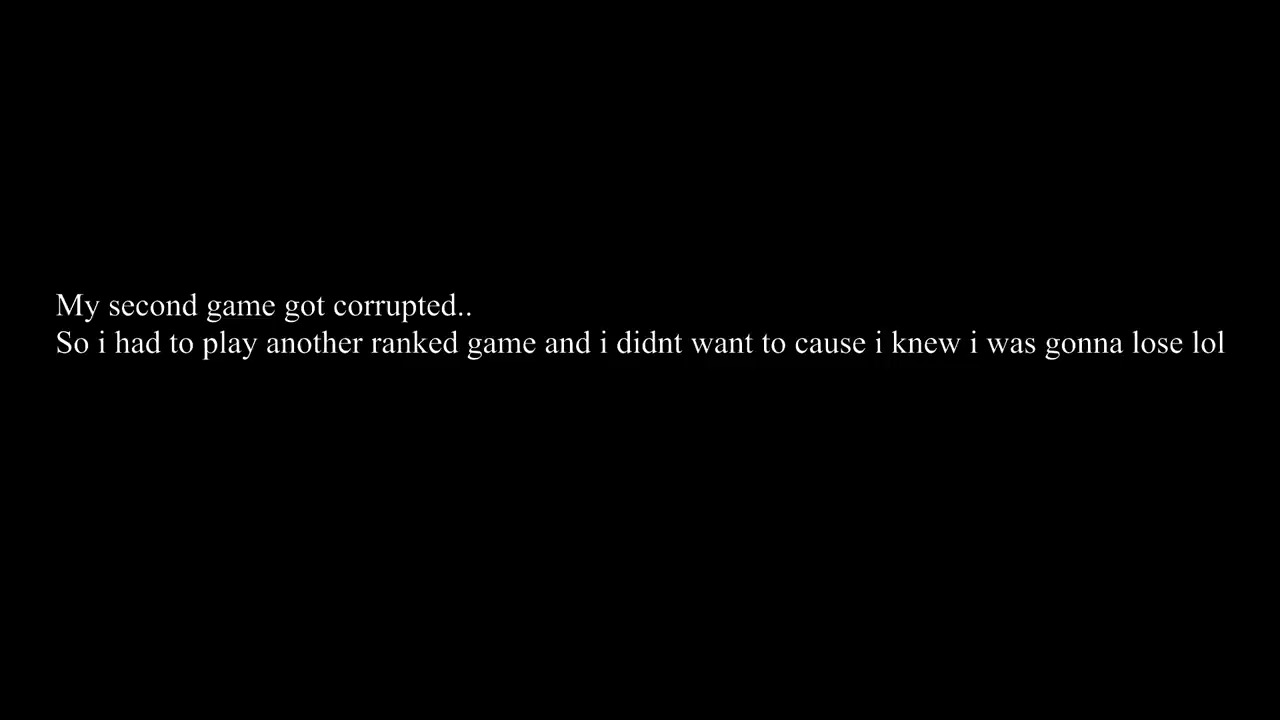 My second game got corrupted..
So i had to play another ranked game and i didnt want to cause i knew i was gonna lose lol